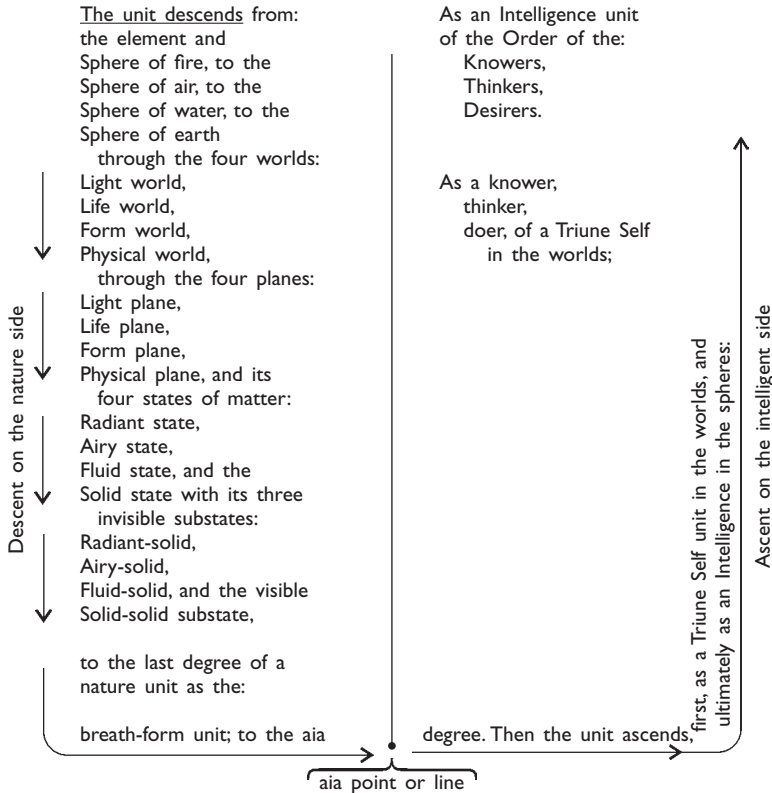 The unit descends from:
the element and
Sphere of fire, to the
Sphere of air, to the
Sphere of water, to the
Sphere of earth
through the four worlds:
Light world,
Life world,
Form world,
Physical world,
through the four planes:
Light plane,
Life plane,
Form plane,
Physical plane, and its
four states of matter:
Radiant state,
Airy state,
Fluid state, and the
Solid state with its three
invisible substates:
Radiant-solid,
Airy-solid,
Fluid-solid, and the visible
Solid-solid substate,
to the last degree of a
nature unit as the:
breath-form unit; to the aia
Descent on the nature side
aia point or line
degree. Then the unit ascends,
first, as a Triune Self unit in the worlds, and
ultimately as an Intelligence in the spheres:
Ascent on the intelligent side
As an Intelligence unit
of the Order of the:
Knowers,
Thinkers,
Desirers.
As a knower,
thinker,
doer, of a Triune Self
in the worlds;